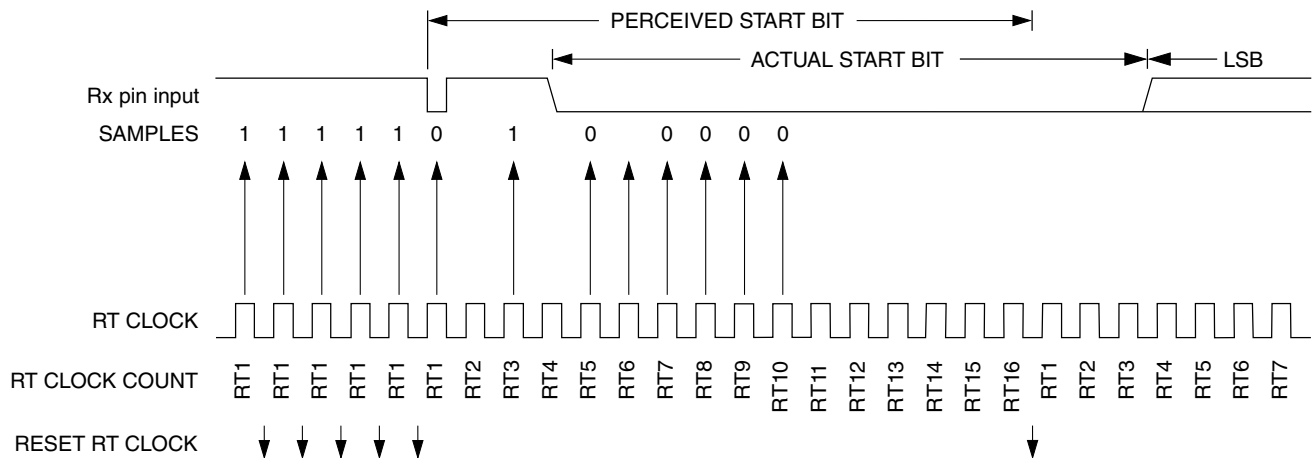 PERCEIVED START BIT
ACTUAL START BIT
LSB
Rx pin input
SAMPLES 1 1 1 1 1 0 1 0 0 0 0 0
RT CLOCK
RT CLOCK COUNT RT1 RT1 RT1 RT1 RT1 RT1 RT2 RT3 RT4 RT5 RT6 RT7 RT8 RT9 RT10 RT11 RT12 RT13 RT14 RT15 RT16 RT1 RT2 RT3 RT4 RT5 RT6 RT7
RESET RT CLOCK